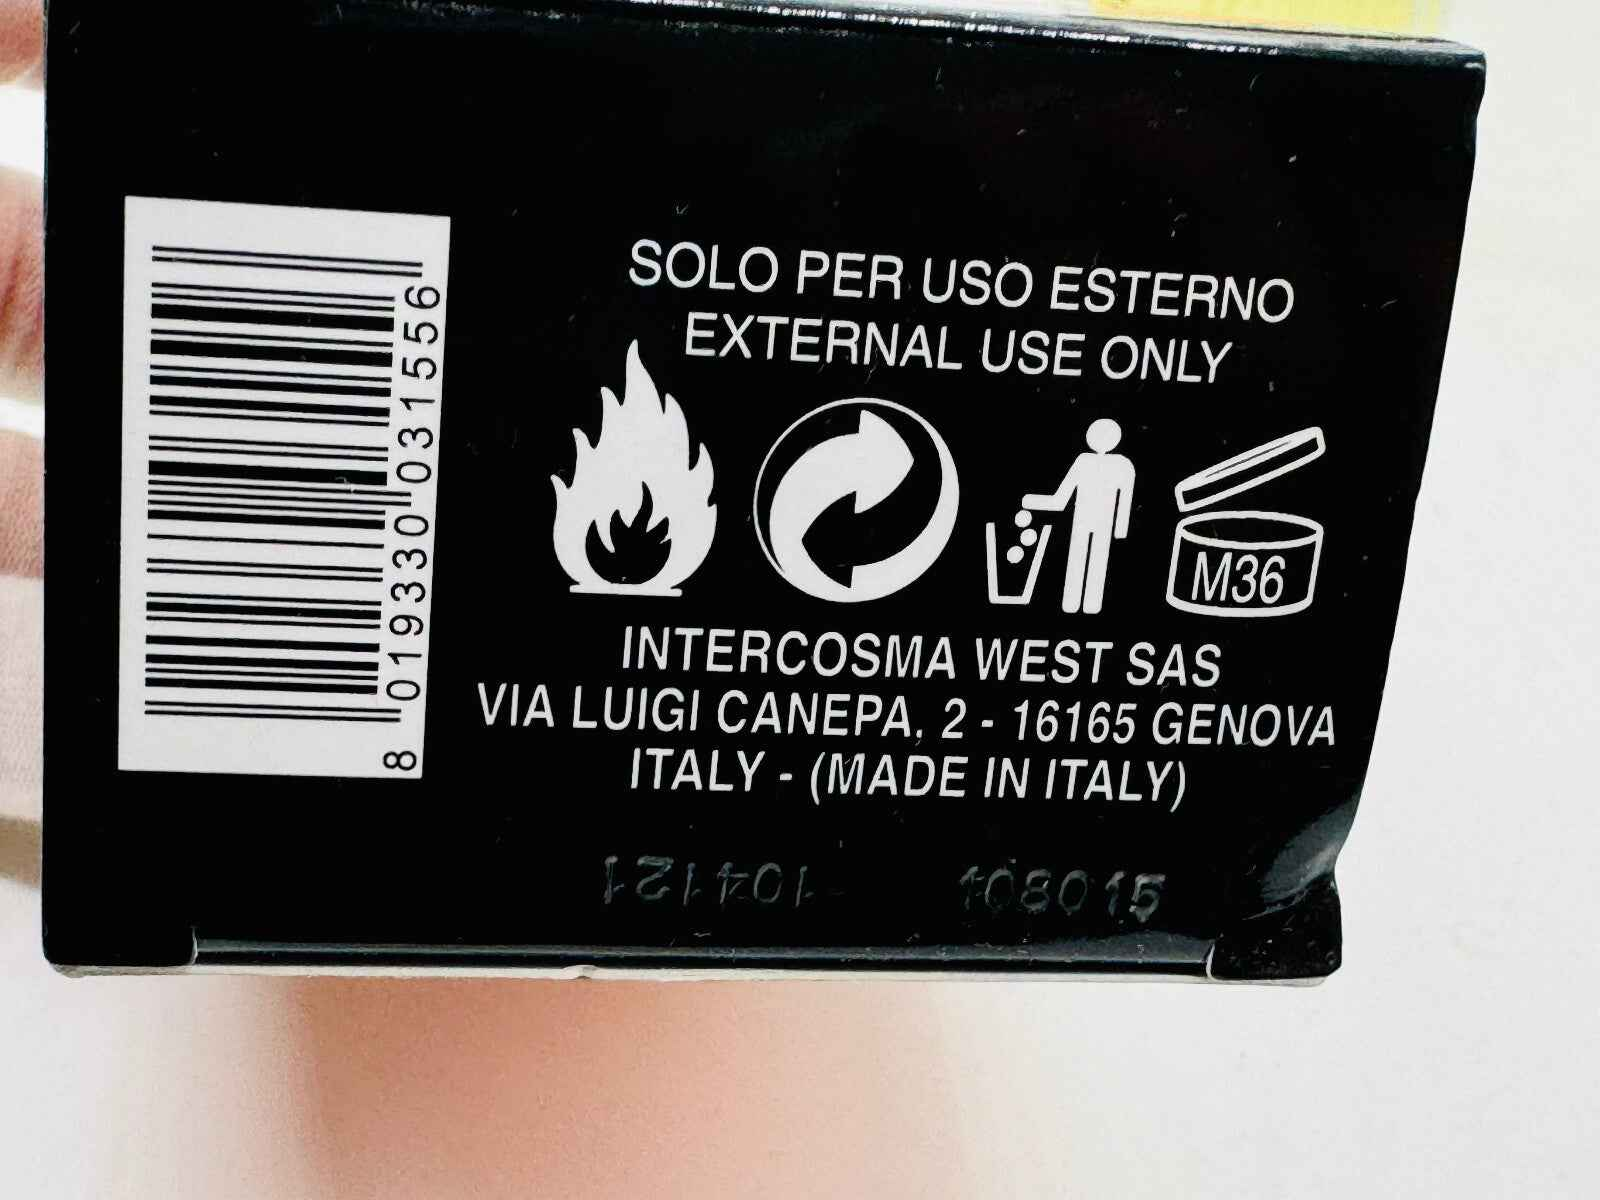 SOLO PER USO ESTERNO
EXTERNAL USE ONLY
M36
INTERCOSMA WEST SAS
VIA LUIGI CANEPA, 2 - 16165 GENOVA
ITALY - (MADE IN ITALY)
108015
8 019330 031556